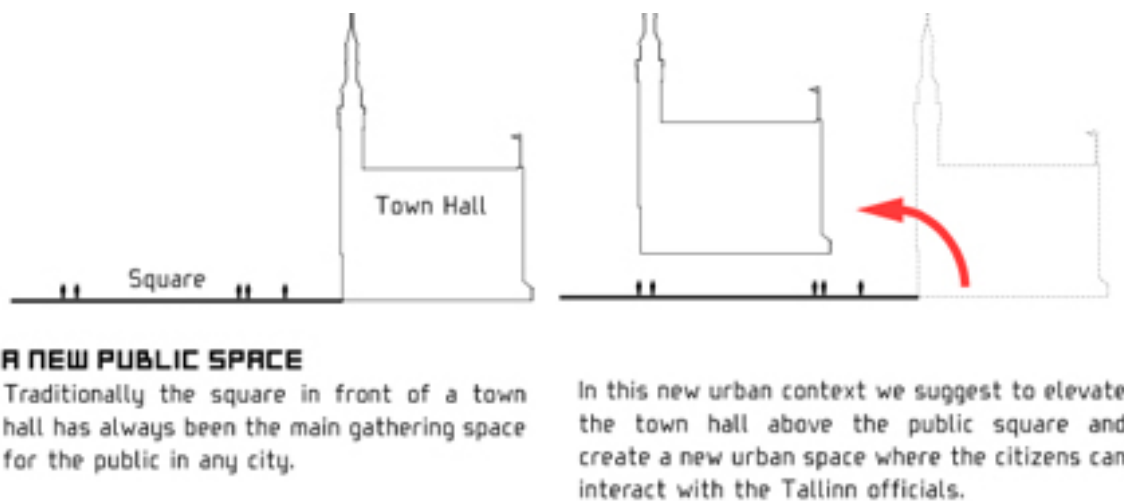 Town Hall
Square
A NEW PUBLIC SPACE
Traditionally the square in front of a town
hall has always been the main gathering space
for the public in any city.
In this new urban context we suggest to elevate
the town hall above the public square and
create a new urban space where the citizens can
interact with the Tallinn officials.